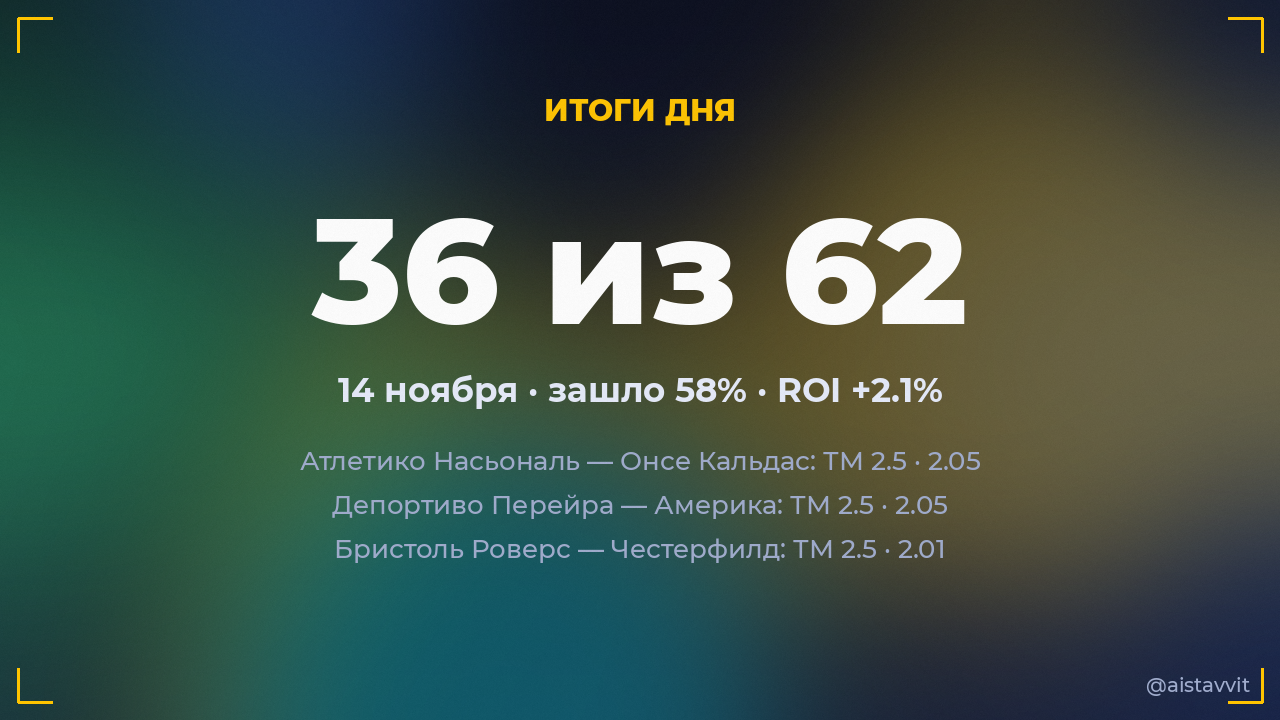 ИТОГИ ДНЯ
36 из 62
14 ноября · зашло 58% · ROI +2.1%
Атлетико Насьональ — Онсе Кальдас: ТМ 2.5 · 2.05
Депортиво Перейра — Америка: ТМ 2.5 · 2.05
Бристоль Роверс — Честерфилд: ТМ 2.5 · 2.01
@aistavvit